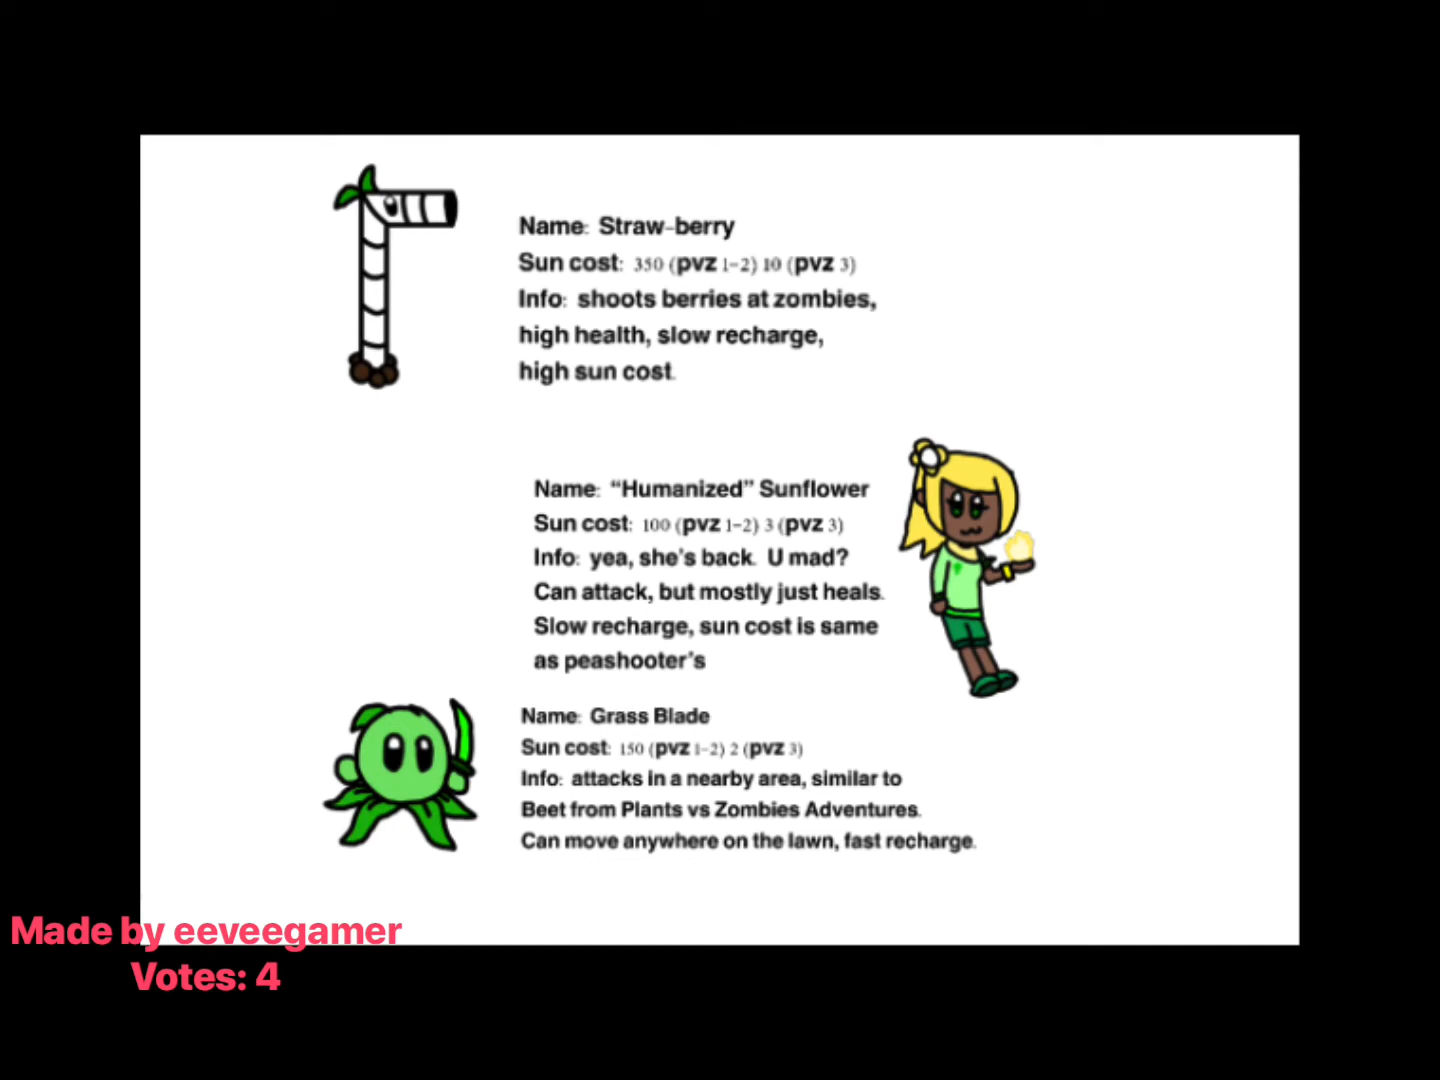 Name: Straw-berry
Sun cost: 350 (pvz 1-2) 10 (pvz 3)
Info: shoots berries at zombies,
high health, slow recharge,
high sun cost.
Name: “Humanized” Sunflower
Sun cost: 100 (pvz 1-2) 3 (pvz 3)
Info: yea, she’s back. U mad?
Can attack, but mostly just heals.
Slow recharge, sun cost is same
as peashooter’s
Name: Grass Blade
Sun cost: 150 (pvz 1-2) 2 (pvz 3)
Info: attacks in a nearby area, similar to
Beet from Plants vs Zombies Adventures.
Can move anywhere on the lawn, fast recharge.
Made by eeveegamer
Votes: 4